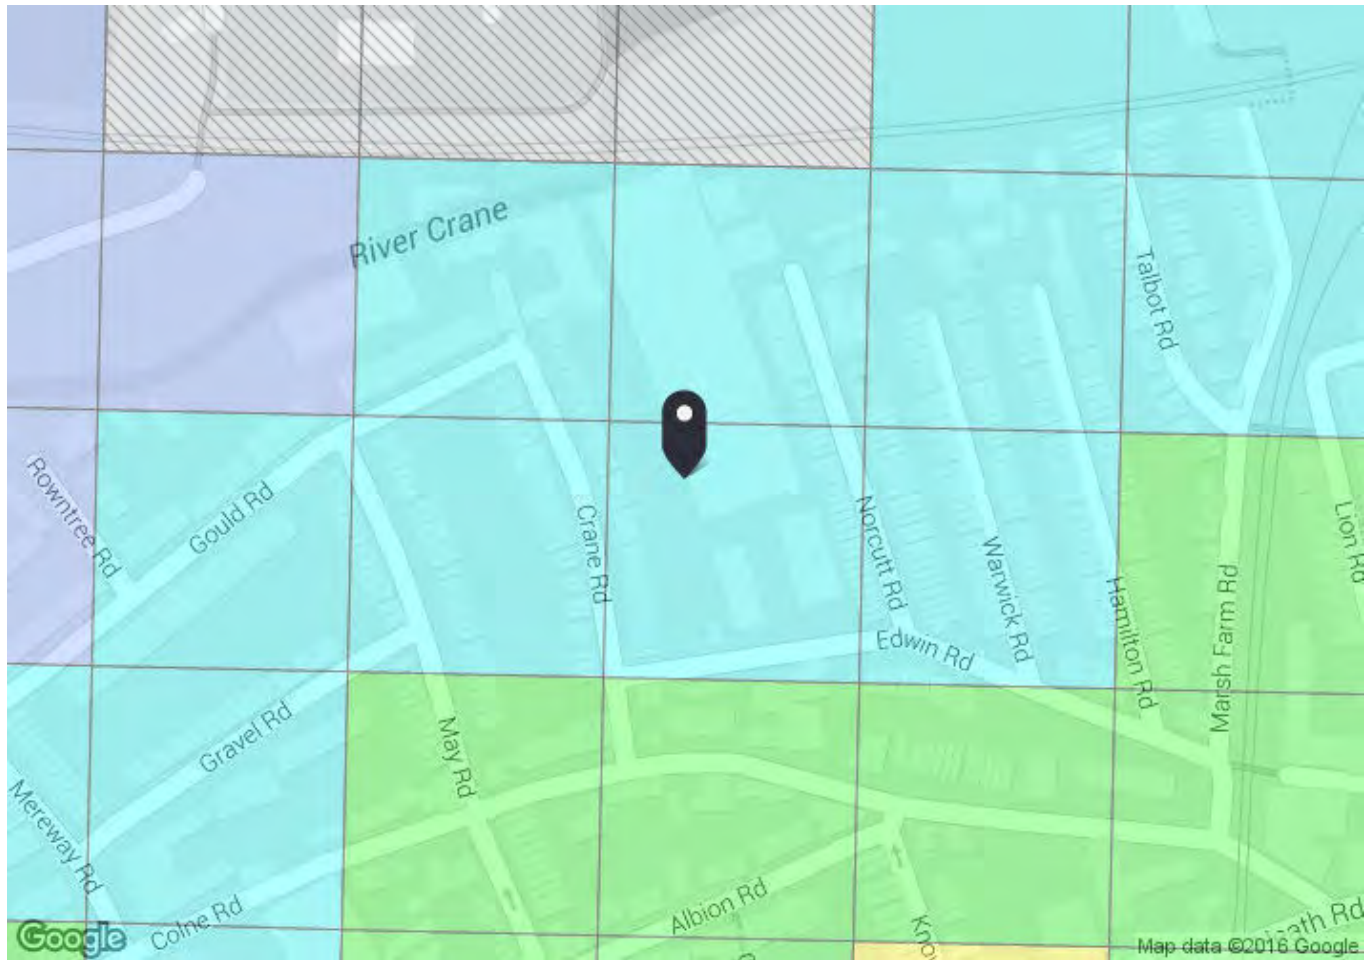 River Crane
Talbot Rd
Rowntree Rd
Gould Rd
Crane Rd
Norcutt Rd
Warwick Rd
Hamilton Rd
Marsh Farm Rd
Lion Rd
Edwin Rd
Gravel Rd
May Rd
Mereway Rd
Colne Rd
Albion Rd
Google
Map data ©2016 Google